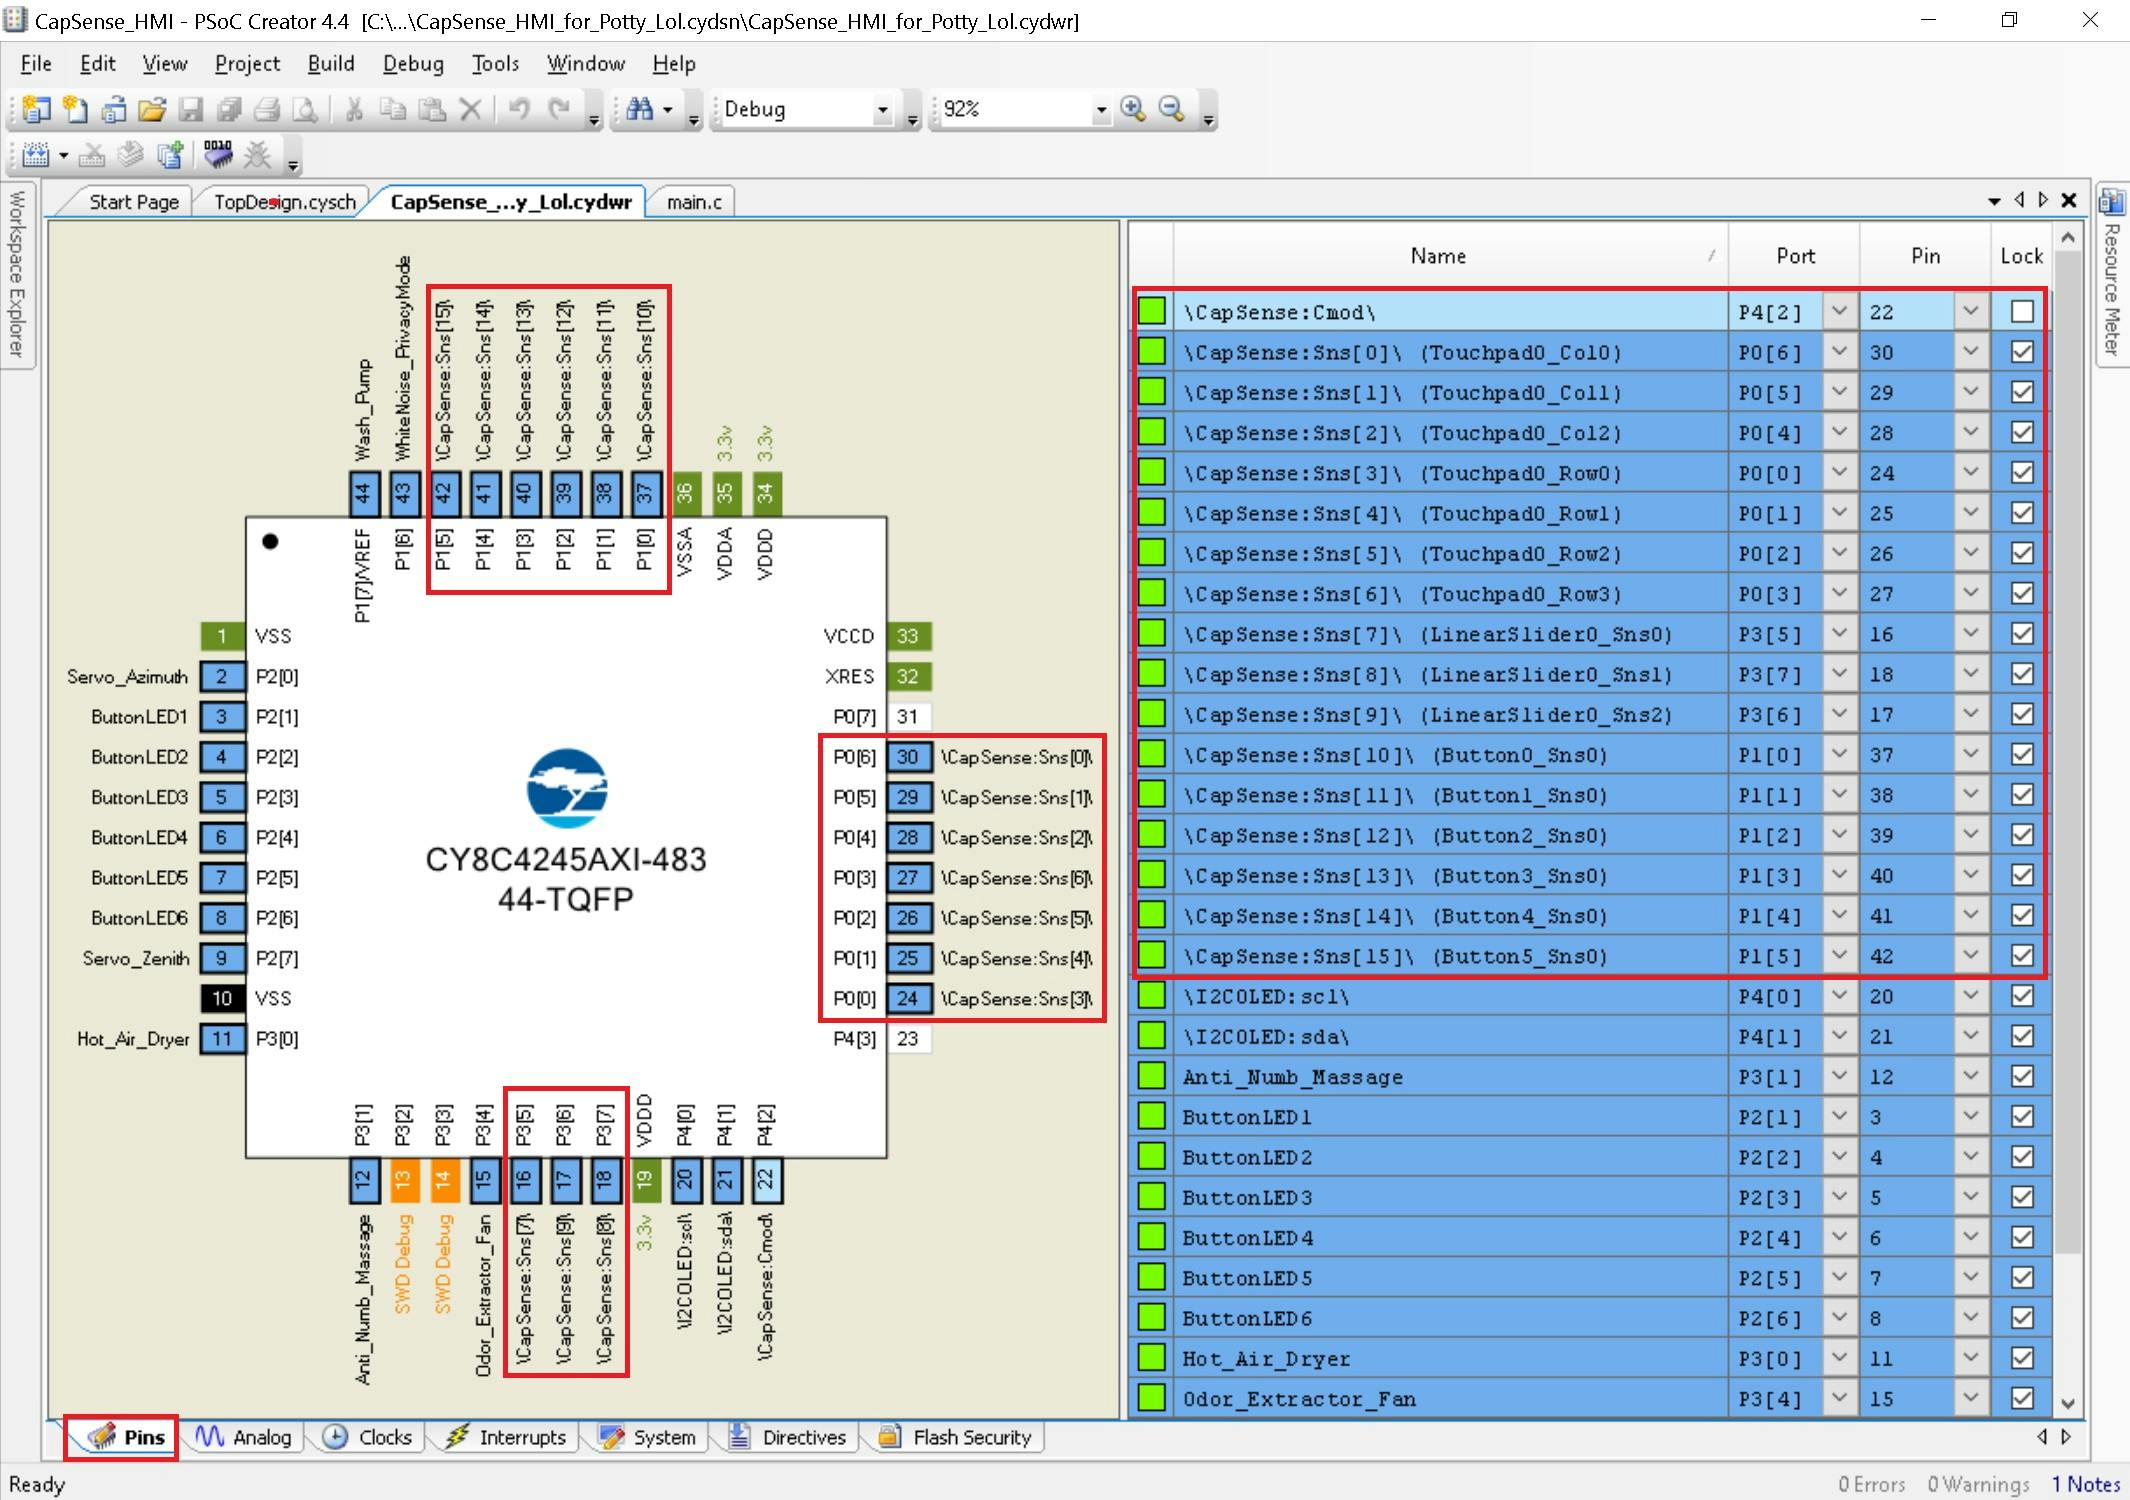 CapSense_HMI - PSoC Creator 4.4 [C:\...\CapSense_HMI_for_Potty_Lol.cydsn\CapSense_HMI_for_Potty_Lol.cydwr]
File Edit View Project Build Debug Tools Window Help
Debug 92%
0010
Start Page TopDesign.cysch CapSense_...y_Lol.cydwr main.c
Workspace Explorer
Resource Meter
Wash_Pump
WhiteNoise_PrivacyMode
\CapSense:Sns[15]\
\CapSense:Sns[14]\
\CapSense:Sns[13]\
\CapSense:Sns[12]\
\CapSense:Sns[11]\
\CapSense:Sns[10]\
3.3v
3.3v
44 43 42 41 40 39 38 37 36 35 34
P1[7]/VREF
P1[6]
P1[5]
P1[4]
P1[3]
P1[2]
P1[1]
P1[0]
VSSA
VDDA
VDDD
1 VSS
Servo_Azimuth 2 P2[0]
ButtonLED1 3 P2[1]
ButtonLED2 4 P2[2]
ButtonLED3 5 P2[3]
ButtonLED4 6 P2[4]
ButtonLED5 7 P2[5]
ButtonLED6 8 P2[6]
Servo_Zenith 9 P2[7]
10 VSS
Hot_Air_Dryer 11 P3[0]
CY8C4245AXI-483
44-TQFP
VCCD 33
XRES 32
P0[7] 31
P0[6] 30 \CapSense:Sns[0]\
P0[5] 29 \CapSense:Sns[1]\
P0[4] 28 \CapSense:Sns[2]\
P0[3] 27 \CapSense:Sns[6]\
P0[2] 26 \CapSense:Sns[5]\
P0[1] 25 \CapSense:Sns[4]\
P0[0] 24 \CapSense:Sns[3]\
P4[3] 23
P3[1]
P3[2]
P3[3]
P3[4]
P3[5]
P3[6]
P3[7]
VDDD
P4[0]
P4[1]
P4[2]
12 13 14 15 16 17 18 19 20 21 22
Anti_Numb_Massage
SWD Debug
SWD Debug
Odor_Extractor_Fan
\CapSense:Sns[7]\
\CapSense:Sns[9]\
\CapSense:Sns[8]\
3.3v
\I2COLED:scl\
\I2COLED:sda\
\CapSense:Cmod\
Name / Port Pin Lock
\CapSense:Cmod\ P4[2] 22
\CapSense:Sns[0]\ (Touchpad0_Col0) P0[6] 30
\CapSense:Sns[1]\ (Touchpad0_Col1) P0[5] 29
\CapSense:Sns[2]\ (Touchpad0_Col2) P0[4] 28
\CapSense:Sns[3]\ (Touchpad0_Row0) P0[0] 24
\CapSense:Sns[4]\ (Touchpad0_Row1) P0[1] 25
\CapSense:Sns[5]\ (Touchpad0_Row2) P0[2] 26
\CapSense:Sns[6]\ (Touchpad0_Row3) P0[3] 27
\CapSense:Sns[7]\ (LinearSlider0_Sns0) P3[5] 16
\CapSense:Sns[8]\ (LinearSlider0_Sns1) P3[7] 18
\CapSense:Sns[9]\ (LinearSlider0_Sns2) P3[6] 17
\CapSense:Sns[10]\ (Button0_Sns0) P1[0] 37
\CapSense:Sns[11]\ (Button1_Sns0) P1[1] 38
\CapSense:Sns[12]\ (Button2_Sns0) P1[2] 39
\CapSense:Sns[13]\ (Button3_Sns0) P1[3] 40
\CapSense:Sns[14]\ (Button4_Sns0) P1[4] 41
\CapSense:Sns[15]\ (Button5_Sns0) P1[5] 42
\I2COLED:scl\ P4[0] 20
\I2COLED:sda\ P4[1] 21
Anti_Numb_Massage P3[1] 12
ButtonLED1 P2[1] 3
ButtonLED2 P2[2] 4
ButtonLED3 P2[3] 5
ButtonLED4 P2[4] 6
ButtonLED5 P2[5] 7
ButtonLED6 P2[6] 8
Hot_Air_Dryer P3[0] 11
Odor_Extractor_Fan P3[4] 15
Pins Analog Clocks Interrupts System Directives Flash Security
Ready 0 Errors 0 Warnings 1 Notes